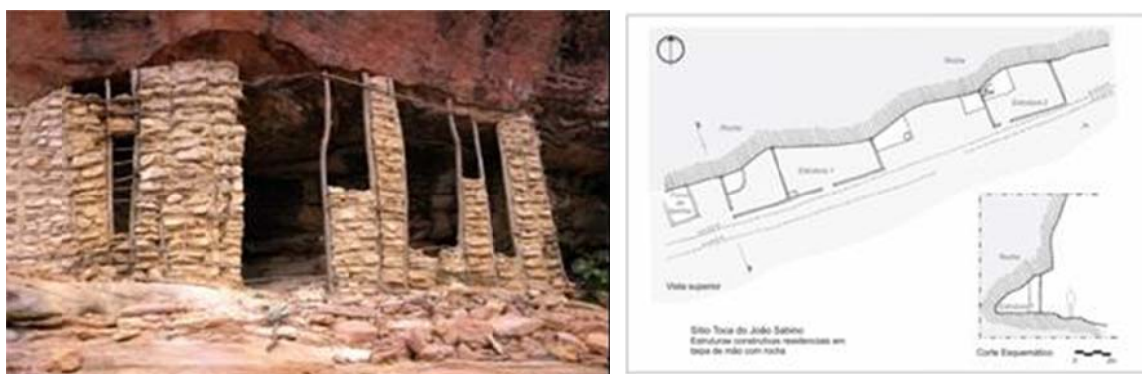 Rocha
Rocha
Estrutura 2
Estrutura 1
Rocha
Vista superior
Sítio Toca do João Sabino
Estruturas construtivas residenciais em
taipa de mão com rocha
Corte Esquemático